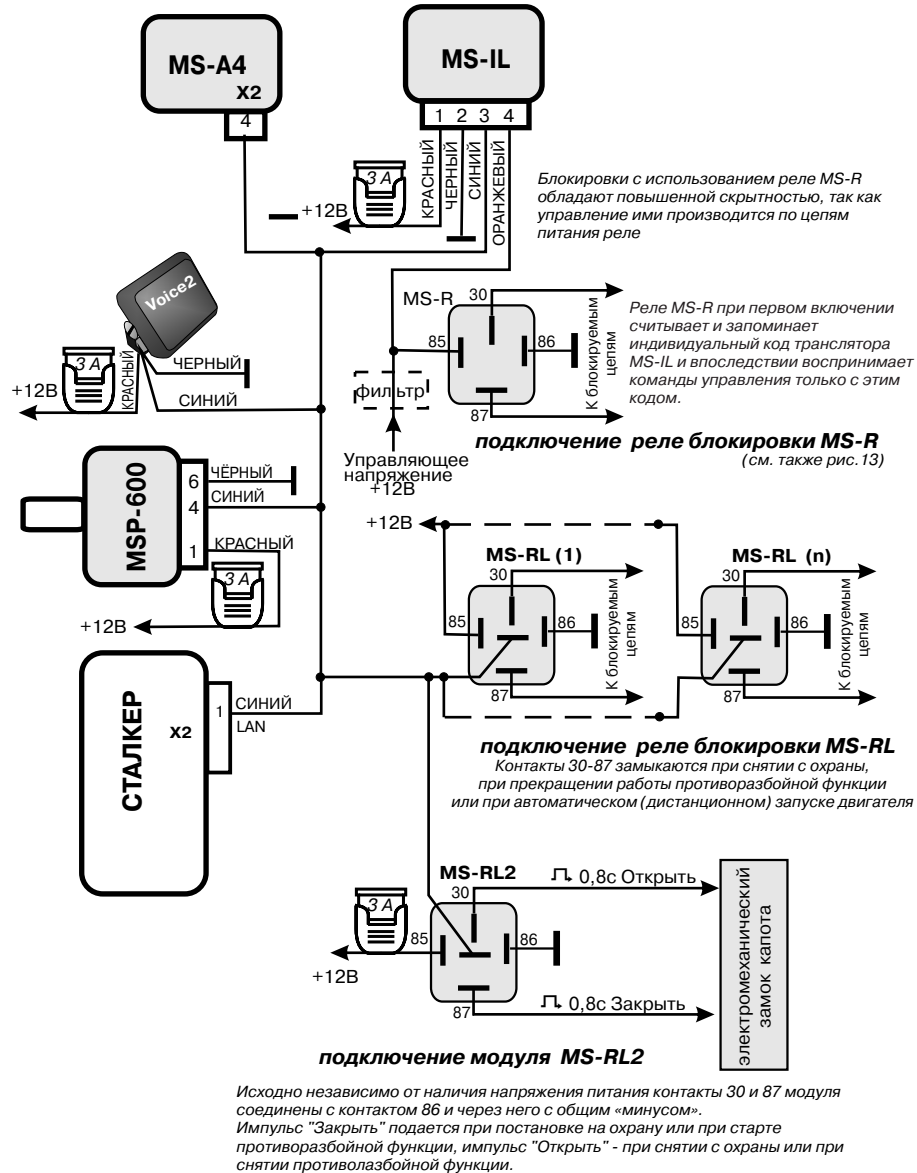 MS-A4
X2
4
MS-IL
1 2 3 4
КРАСНЫЙ
ЧЕРНЫЙ
СИНИЙ
ОРАНЖЕВЫЙ
3 А
+12В
Блокировки с использованием реле MS-R
обладают повышенной скрытностью, так как
управление ими производится по цепям
питания реле
Voice2
КРАСНЫЙ
ЧЕРНЫЙ
СИНИЙ
3 А
+12В
MS-R
30
85
86
87
К блокируемым
цепям
фильтр
Управляющее
напряжение
+12В
Реле MS-R при первом включении
считывает и запоминает
индивидуальный код транслятора
MS-IL и впоследствии воспринимает
команды управления только с этим
кодом.
подключение реле блокировки MS-R
(см. также рис.13)
MSP-600
6
4
1
ЧЁРНЫЙ
СИНИЙ
КРАСНЫЙ
3 А
+12В
+12В
MS-RL (1)
30
85
86
87
К блокируемым
цепям
MS-RL (n)
30
85
86
87
К блокируемым
цепям
СТАЛКЕР
X2
1
СИНИЙ
LAN
подключение реле блокировки MS-RL
Контакты 30-87 замыкаются при снятии с охраны,
при прекращении работы противоразбойной функции
или при автоматическом (дистанционном) запуске двигателя
MS-RL2
30
85
86
87
3 А
+12В
0,8с Открыть
0,8с Закрыть
электромеханический
замок капота
подключение модуля MS-RL2
Исходно независимо от наличия напряжения питания контакты 30 и 87 модуля
соединены с контактом 86 и через него с общим «минусом».
Импульс "Закрыть" подается при постановке на охрану или при старте
противоразбойной функции, импульс "Открыть" - при снятии с охраны или при
снятии противолазбойной функции.